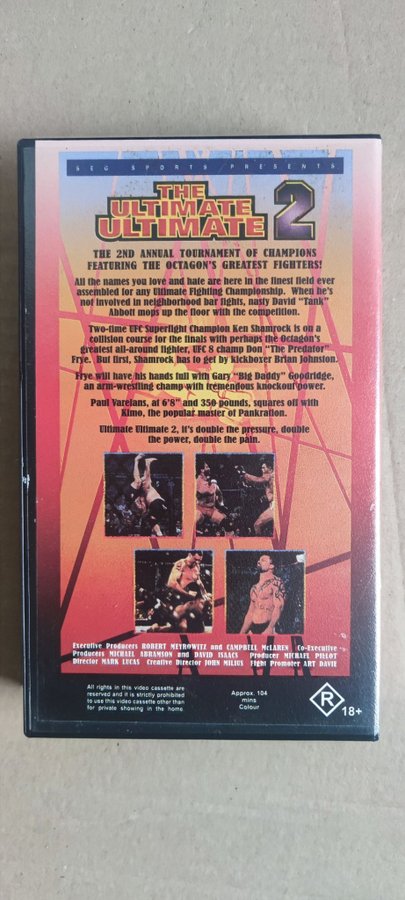 SEG SPORTS PRESENTS
THE
ULTIMATE
ULTIMATE 2
THE 2ND ANNUAL TOURNAMENT OF CHAMPIONS
FEATURING THE OCTAGON'S GREATEST FIGHTERS!
All the names you love and hate are here in the finest field ever
assembled for any Ultimate Fighting Championship. When he's
not involved in neighborhood bar fights, nasty David "Tank"
Abbott mops up the floor with the competition.
Two-time UFC Superfight Champion Ken Shamrock is on a
collision course for the finals with perhaps the Octagon's
greatest all-around fighter, UFC 8 champ Don "The Predator"
Frye. But first, Shamrock has to get by kickboxer Brian Johnston.
Frye will have his hands full with Gary "Big Daddy" Goodridge,
an arm-wrestling champ with tremendous knockout power.
Paul Varelans, at 6'8" and 350 pounds, squares off with
Kimo, the popular master of Pankration.
Ultimate Ultimate 2, it's double the pressure, double
the power, double the pain.
Executive Producers ROBERT MEYROWITZ and CAMPBELL McLAREN Co-Executive
Producers MICHAEL ABRAMSON and DAVID ISAACS Producer MICHAEL PILLOT
Director MARK LUCAS Creative Director JOHN MILIUS Fight Promoter ART DAVIE
All rights in this video cassette are
reserved and it is strictly prohibited
to use this video cassette other than
for private showing in the home.
Approx. 104
mins
Colour
R
18+